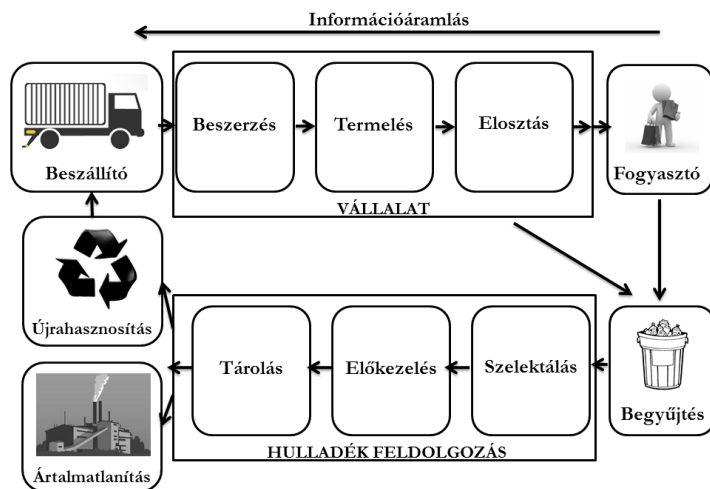 Információáramlás
Beszállító
Beszerzés
Termelés
Elosztás
Fogyasztó
VÁLLALAT
Újrahasznosítás
Tárolás
Előkezelés
Szelektálás
Begyűjtés
HULLADÉK FELDOLGOZÁS
Ártalmatlanítás